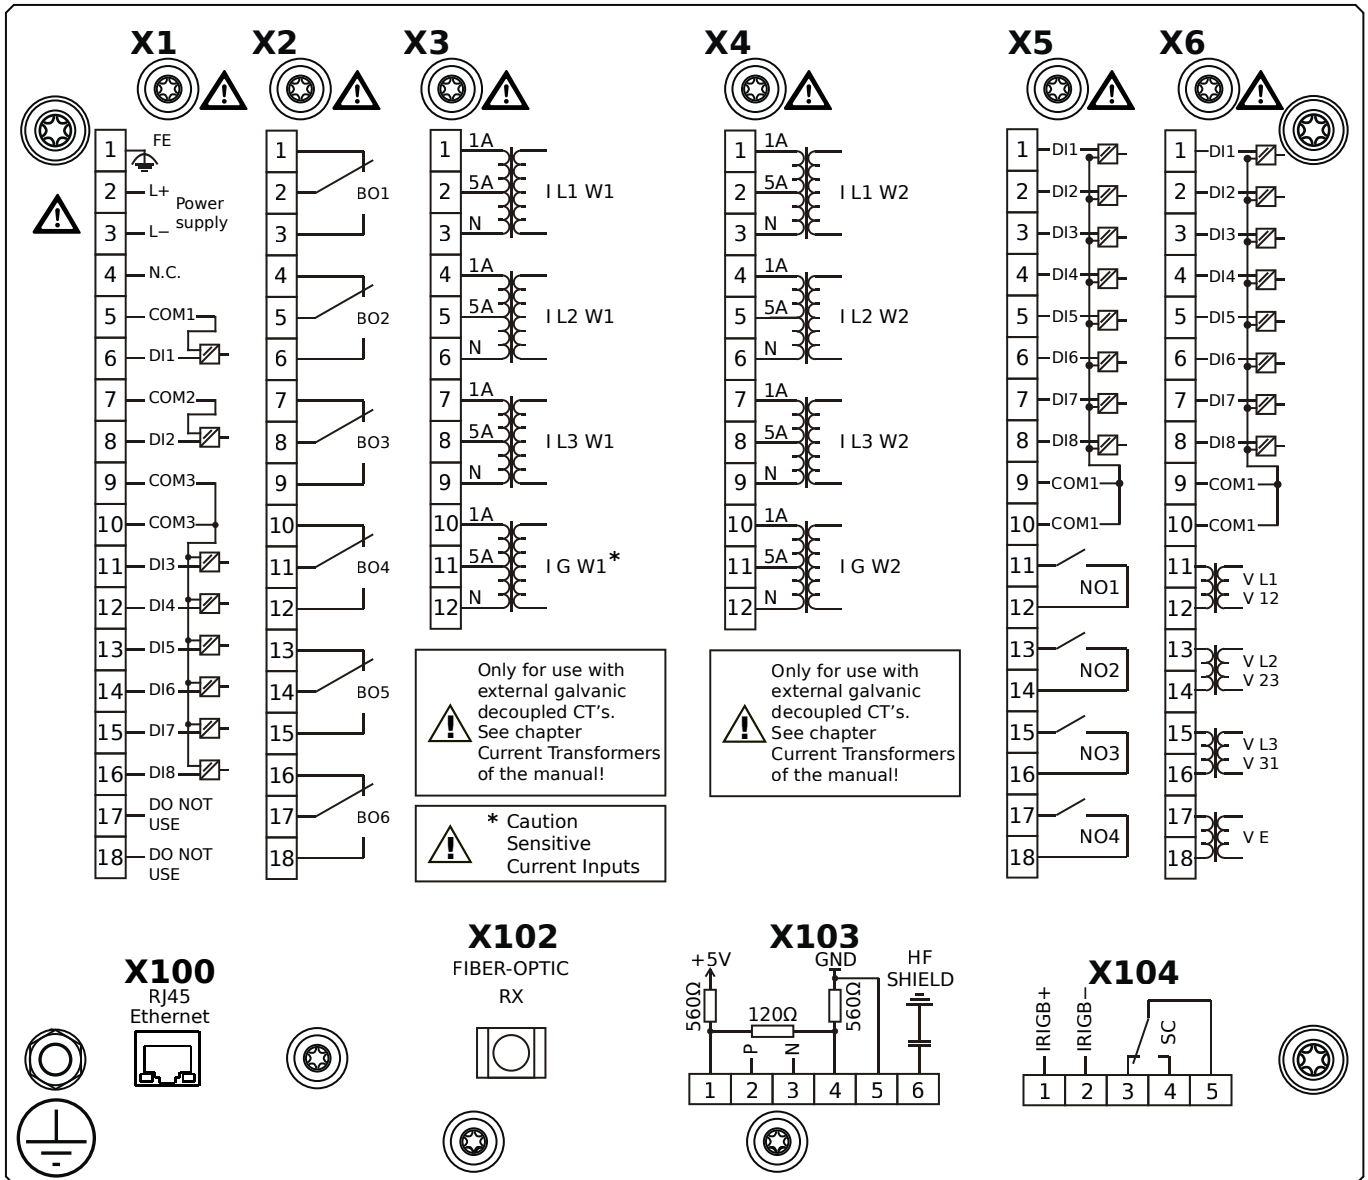 X1
1
FE
2
L+
Power
supply
3
L−
4
N.C.
5
COM1
6
DI1
7
COM2
8
DI2
9
COM3
10
COM3
11
DI3
12
DI4
13
DI5
14
DI6
15
DI7
16
DI8
17
DO NOT
USE
18
DO NOT
USE
X2
1
2
BO1
3
4
5
BO2
6
7
8
BO3
9
10
11
BO4
12
13
14
BO5
15
16
17
BO6
18
X3
1
1A
2
5A
I L1 W1
3
N
4
1A
5
5A
I L2 W1
6
N
7
1A
8
5A
I L3 W1
9
N
10
1A
11
5A
I G W1*
12
N
Only for use with
external galvanic
decoupled CT's.
See chapter
Current Transformers
of the manual!
* Caution
Sensitive
Current Inputs
X4
1
1A
2
5A
I L1 W2
3
N
4
1A
5
5A
I L2 W2
6
N
7
1A
8
5A
I L3 W2
9
N
10
1A
11
5A
I G W2
12
N
Only for use with
external galvanic
decoupled CT's.
See chapter
Current Transformers
of the manual!
X5
1
DI1
2
DI2
3
DI3
4
DI4
5
DI5
6
DI6
7
DI7
8
DI8
9
COM1
10
COM1
11
NO1
12
13
NO2
14
15
NO3
16
17
NO4
18
X6
1
DI1
2
DI2
3
DI3
4
DI4
5
DI5
6
DI6
7
DI7
8
DI8
9
COM1
10
COM1
11
V L1
V 12
12
13
V L2
V 23
14
15
V L3
V 31
16
17
V E
18
X100
RJ45
Ethernet
X102
FIBER-OPTIC
RX
X103
+5V
GND
HF
SHIELD
560Ω
120Ω
560Ω
P
N
1 2 3 4 5 6
X104
IRIGB+
IRIGB−
SC
1 2 3 4 5